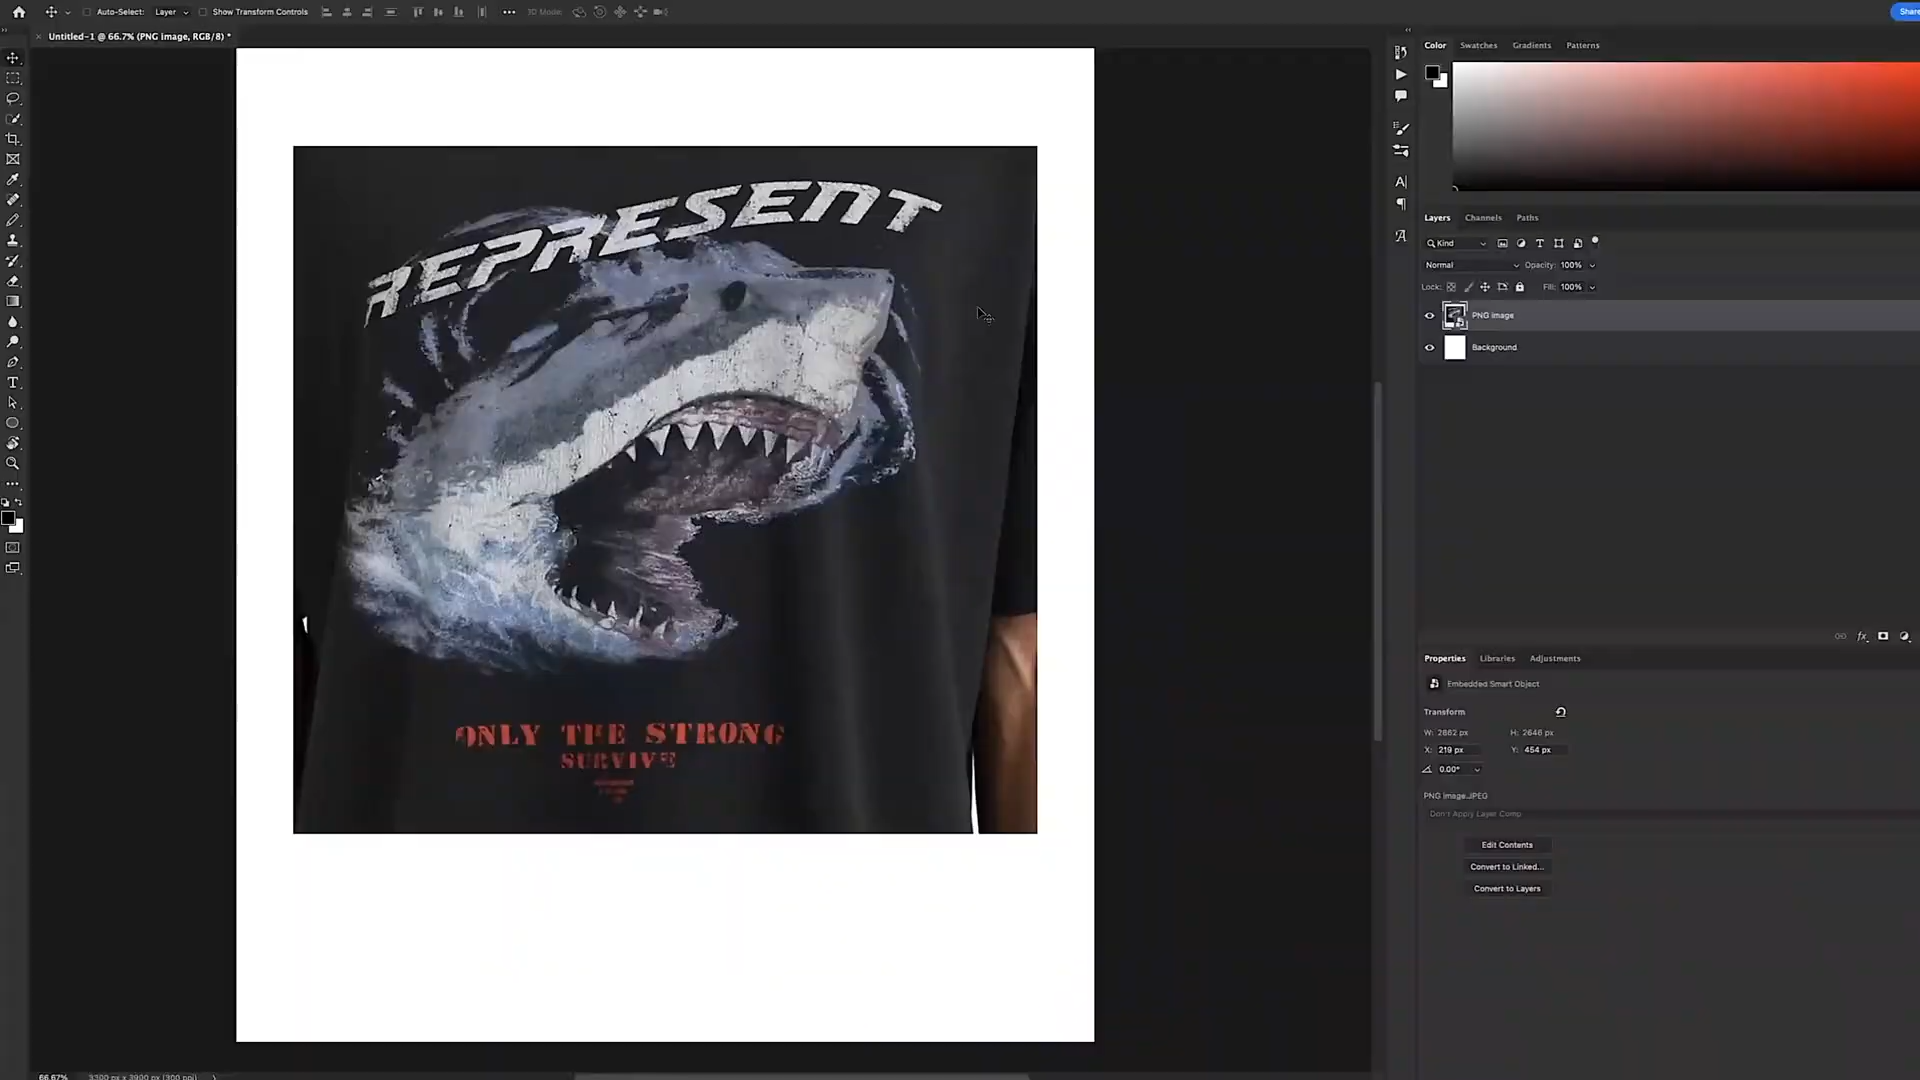 Auto-Select: Layer Show Transform Controls 3D Mode: Share
× Untitled-1 @ 66.7% (PNG image, RGB/8) *
Color Swatches Gradients Patterns
REPRESENT
ONLY THE STRONG
SURVIVE
Layers Channels Paths
Kind
Normal Opacity: 100%
Lock: Fill: 100%
PNG image
Background
Properties Libraries Adjustments
Embedded Smart Object
Transform
W: 2862 px H: 2646 px
X: 219 px Y: 454 px
0.00°
PNG image.JPEG
Don't Apply Layer Comp
Edit Contents
Convert to Linked...
Convert to Layers
66.67% 3300 px x 3900 px (300 ppi)